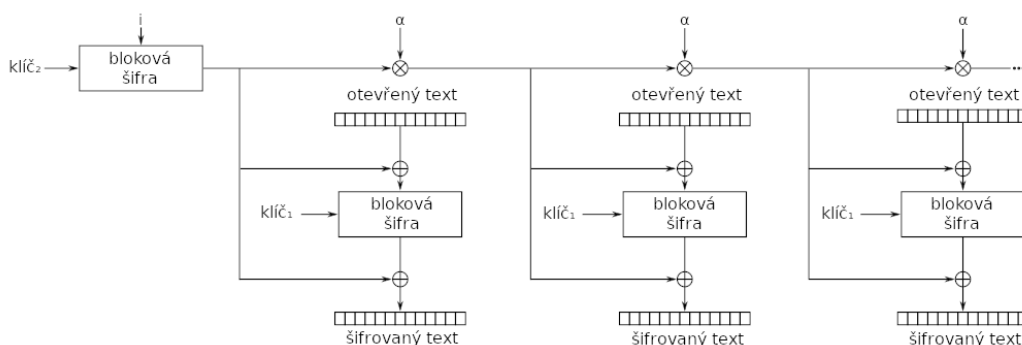 i
α
α
α
klíč₂
bloková
šifra
...
otevřený text
otevřený text
otevřený text
klíč₁
bloková
šifra
klíč₁
bloková
šifra
klíč₁
bloková
šifra
šifrovaný text
šifrovaný text
šifrovaný text